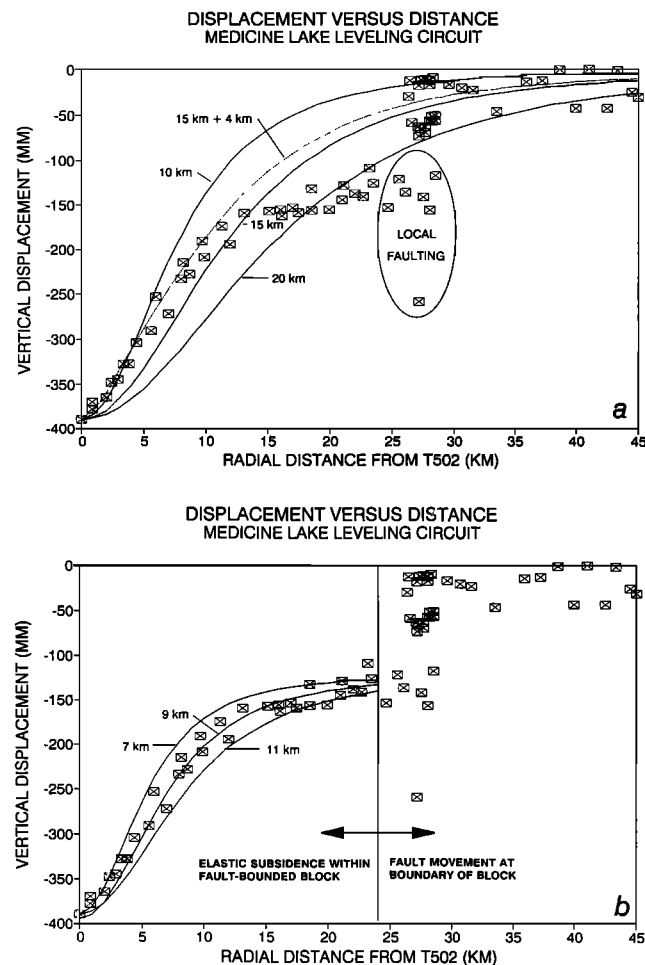 DISPLACEMENT VERSUS DISTANCE
MEDICINE LAKE LEVELING CIRCUIT
VERTICAL DISPLACEMENT (MM)
0
-50
-100
-150
-200
-250
-300
-350
-400
15 km + 4 km
10 km
15 km
20 km
LOCAL
FAULTING
a
0 5 10 15 20 25 30 35 40 45
RADIAL DISTANCE FROM T502 (KM)
DISPLACEMENT VERSUS DISTANCE
MEDICINE LAKE LEVELING CIRCUIT
VERTICAL DISPLACEMENT (MM)
0
-50
-100
-150
-200
-250
-300
-350
-400
9 km
7 km
11 km
ELASTIC SUBSIDENCE WITHIN
FAULT-BOUNDED BLOCK
FAULT MOVEMENT AT
BOUNDARY OF BLOCK
b
0 5 10 15 20 25 30 35 40 45
RADIAL DISTANCE FROM T502 (KM)